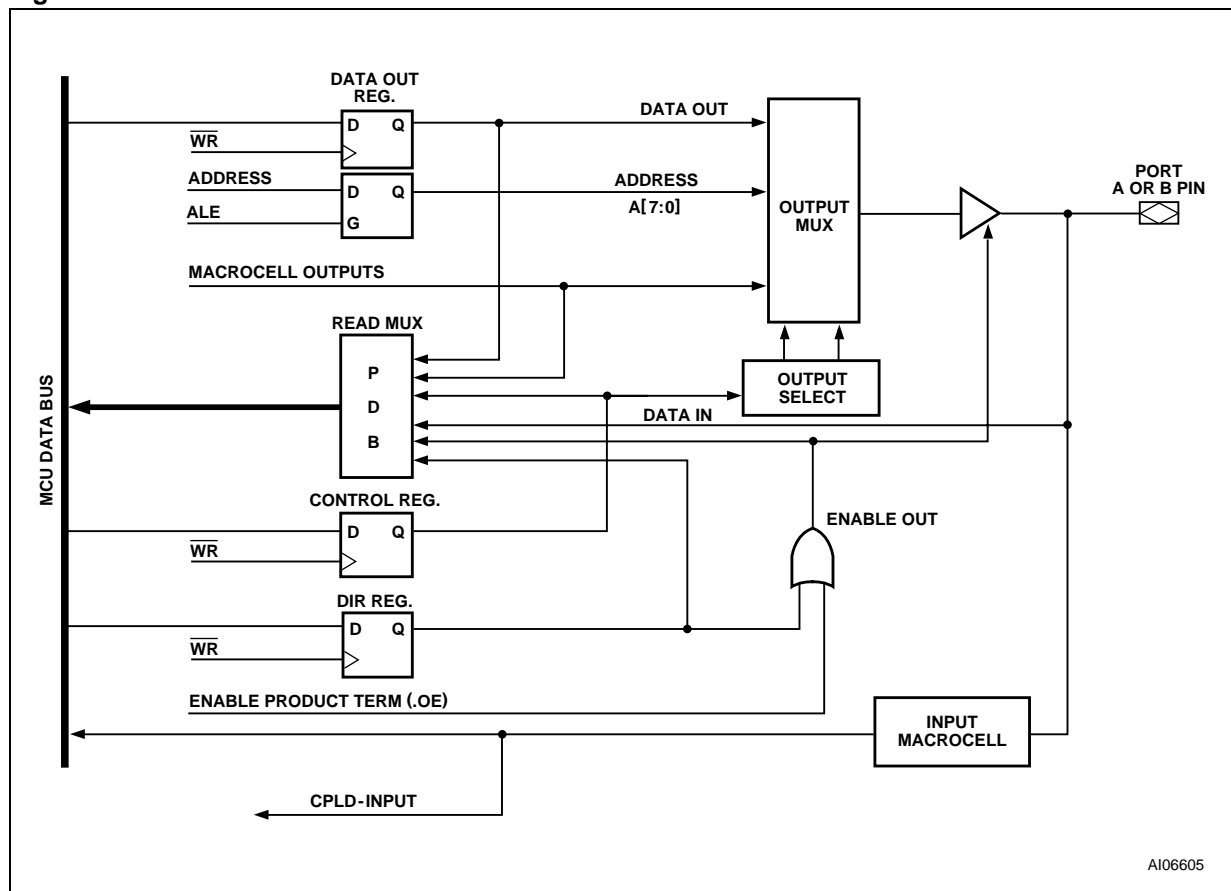 DATA OUT
REG.
D Q
WR
DATA OUT
ADDRESS
D Q
ADDRESS
A[7:0]
ALE
G
OUTPUT
MUX
PORT
A OR B PIN
MACROCELL OUTPUTS
READ MUX
P
D
B
OUTPUT
SELECT
DATA IN
MCU DATA BUS
CONTROL REG.
D Q
WR
ENABLE OUT
DIR REG.
D Q
WR
ENABLE PRODUCT TERM (.OE)
INPUT
MACROCELL
CPLD-INPUT
AI06605